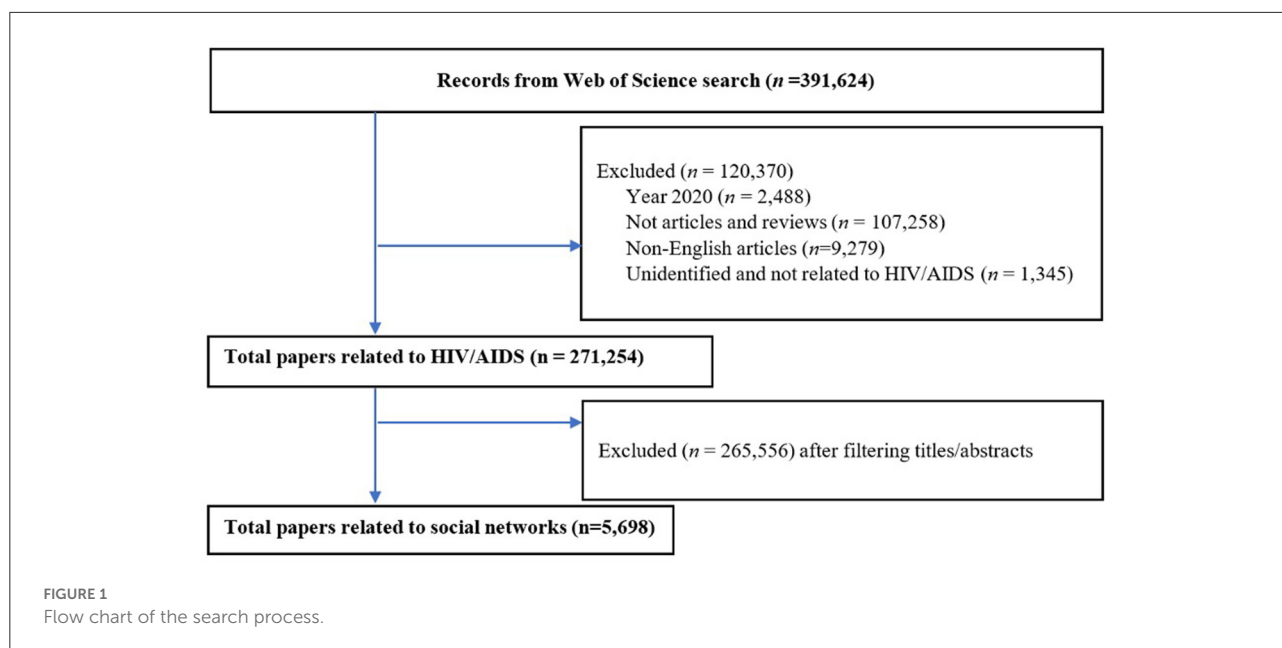 Records from Web of Science search (n =391,624)
Excluded (n = 120,370)
Year 2020 (n = 2,488)
Not articles and reviews (n = 107,258)
Non-English articles (n=9,279)
Unidentified and not related to HIV/AIDS (n = 1,345)
Total papers related to HIV/AIDS (n = 271,254)
Excluded (n = 265,556) after filtering titles/abstracts
Total papers related to social networks (n=5,698)
FIGURE 1
Flow chart of the search process.